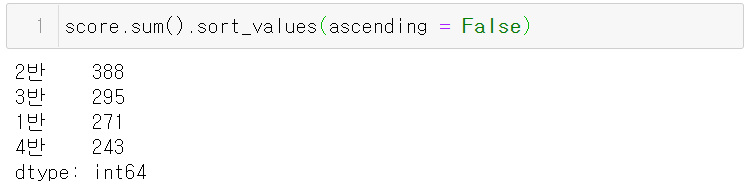 1 score.sum().sort_values(ascending = False)
2반 388
3반 295
1반 271
4반 243
dtype: int64